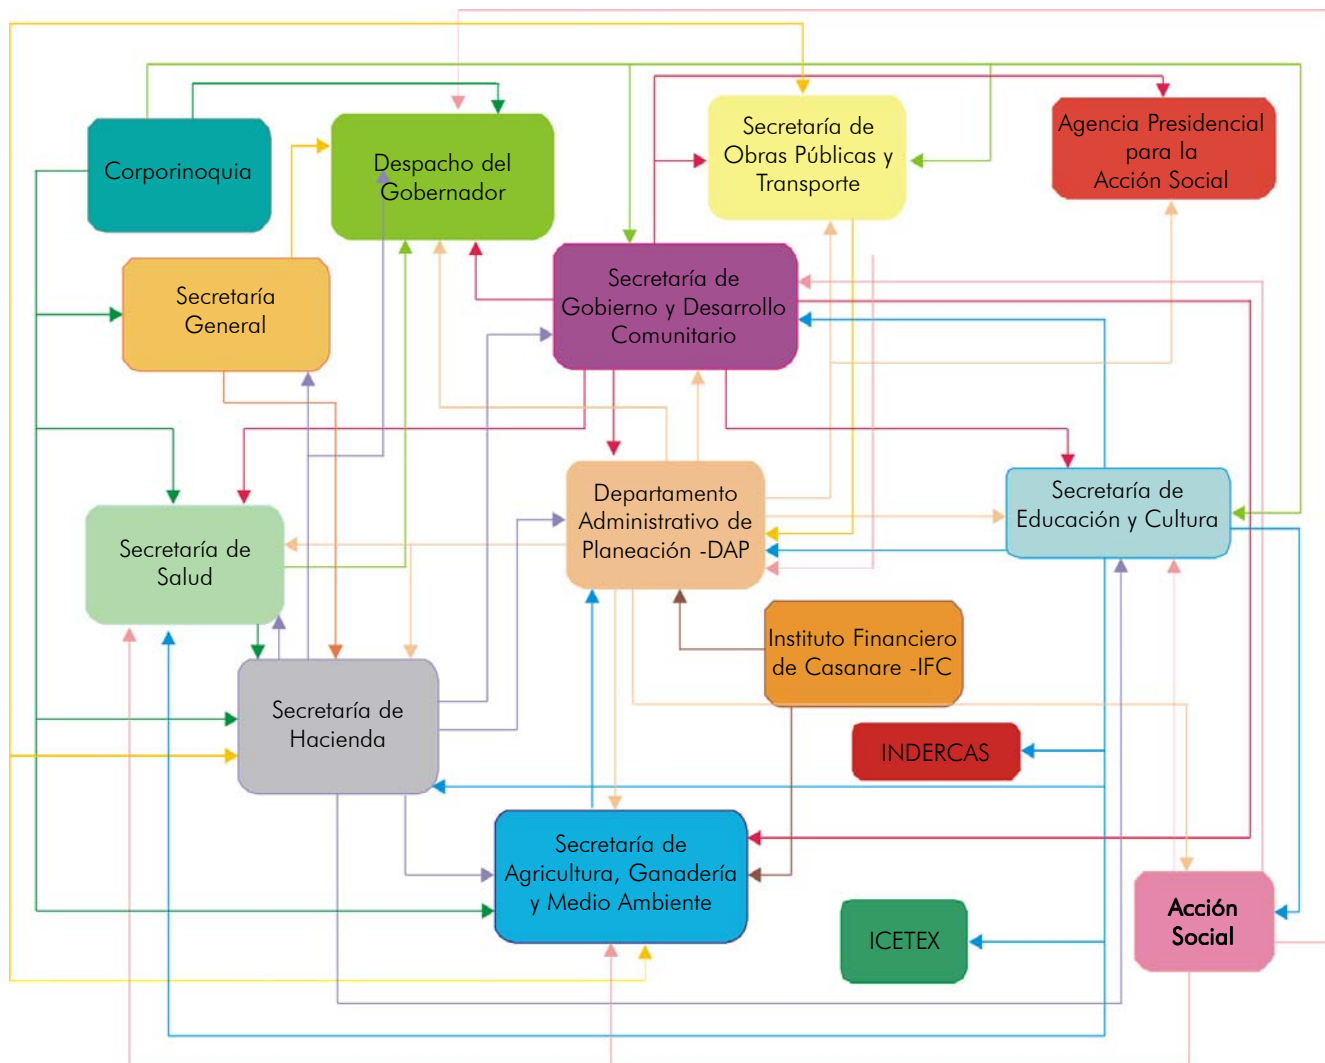 Corporinoquia
Despacho del
Gobernador
Secretaría de
Obras Públicas y
Transporte
Agencia Presidencial
para la
Acción Social
Secretaría
General
Secretaría de
Gobierno y Desarrollo
Comunitario
Secretaría de
Salud
Departamento
Administrativo de
Planeación -DAP
Secretaría de
Educación y Cultura
Instituto Financiero
de Casanare -IFC
Secretaría de
Hacienda
INDERCAS
Secretaría de
Agricultura, Ganadería
y Medio Ambiente
ICETEX
Acción
Social